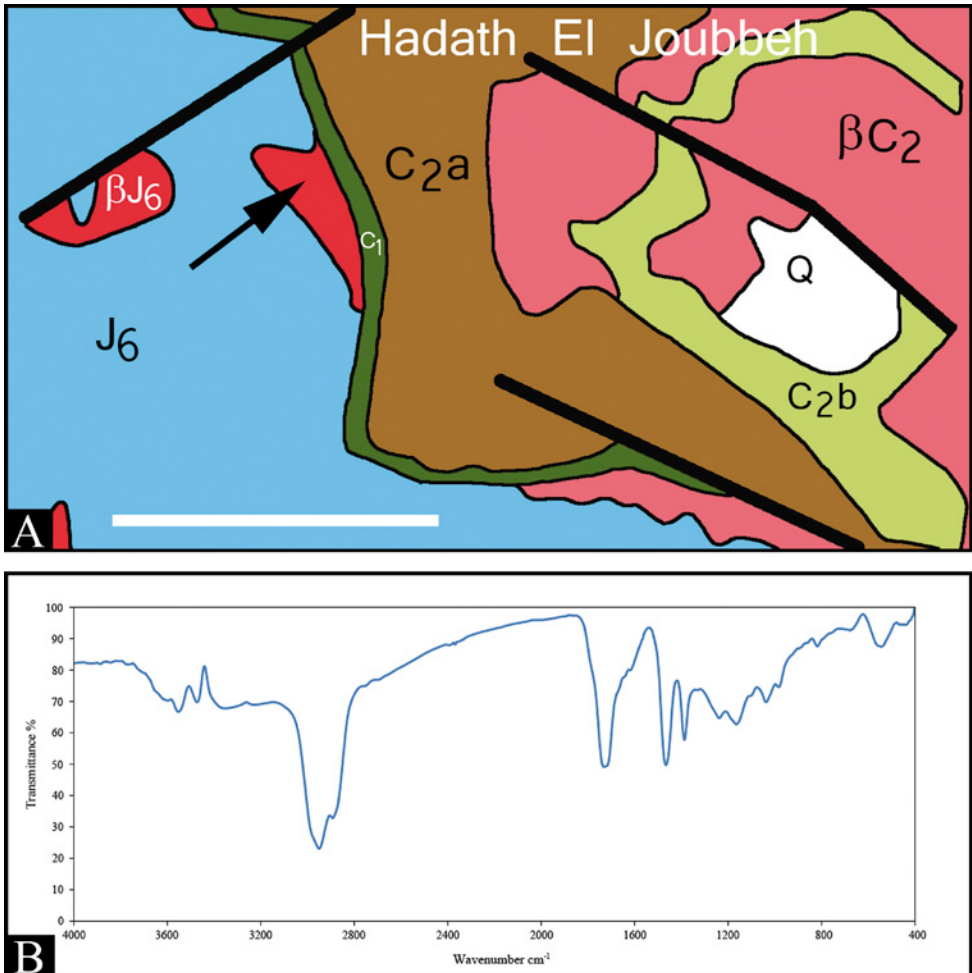 Hadath El Joubbeh
βC2
C2a
βJ6
C1
Q
J6
C2b
A
100
90
80
70
60
50
40
30
20
10
0
Transmittance %
4000 3600 3200 2800 2400 2000 1600 1200 800 400
Wavenumber cm-1
B